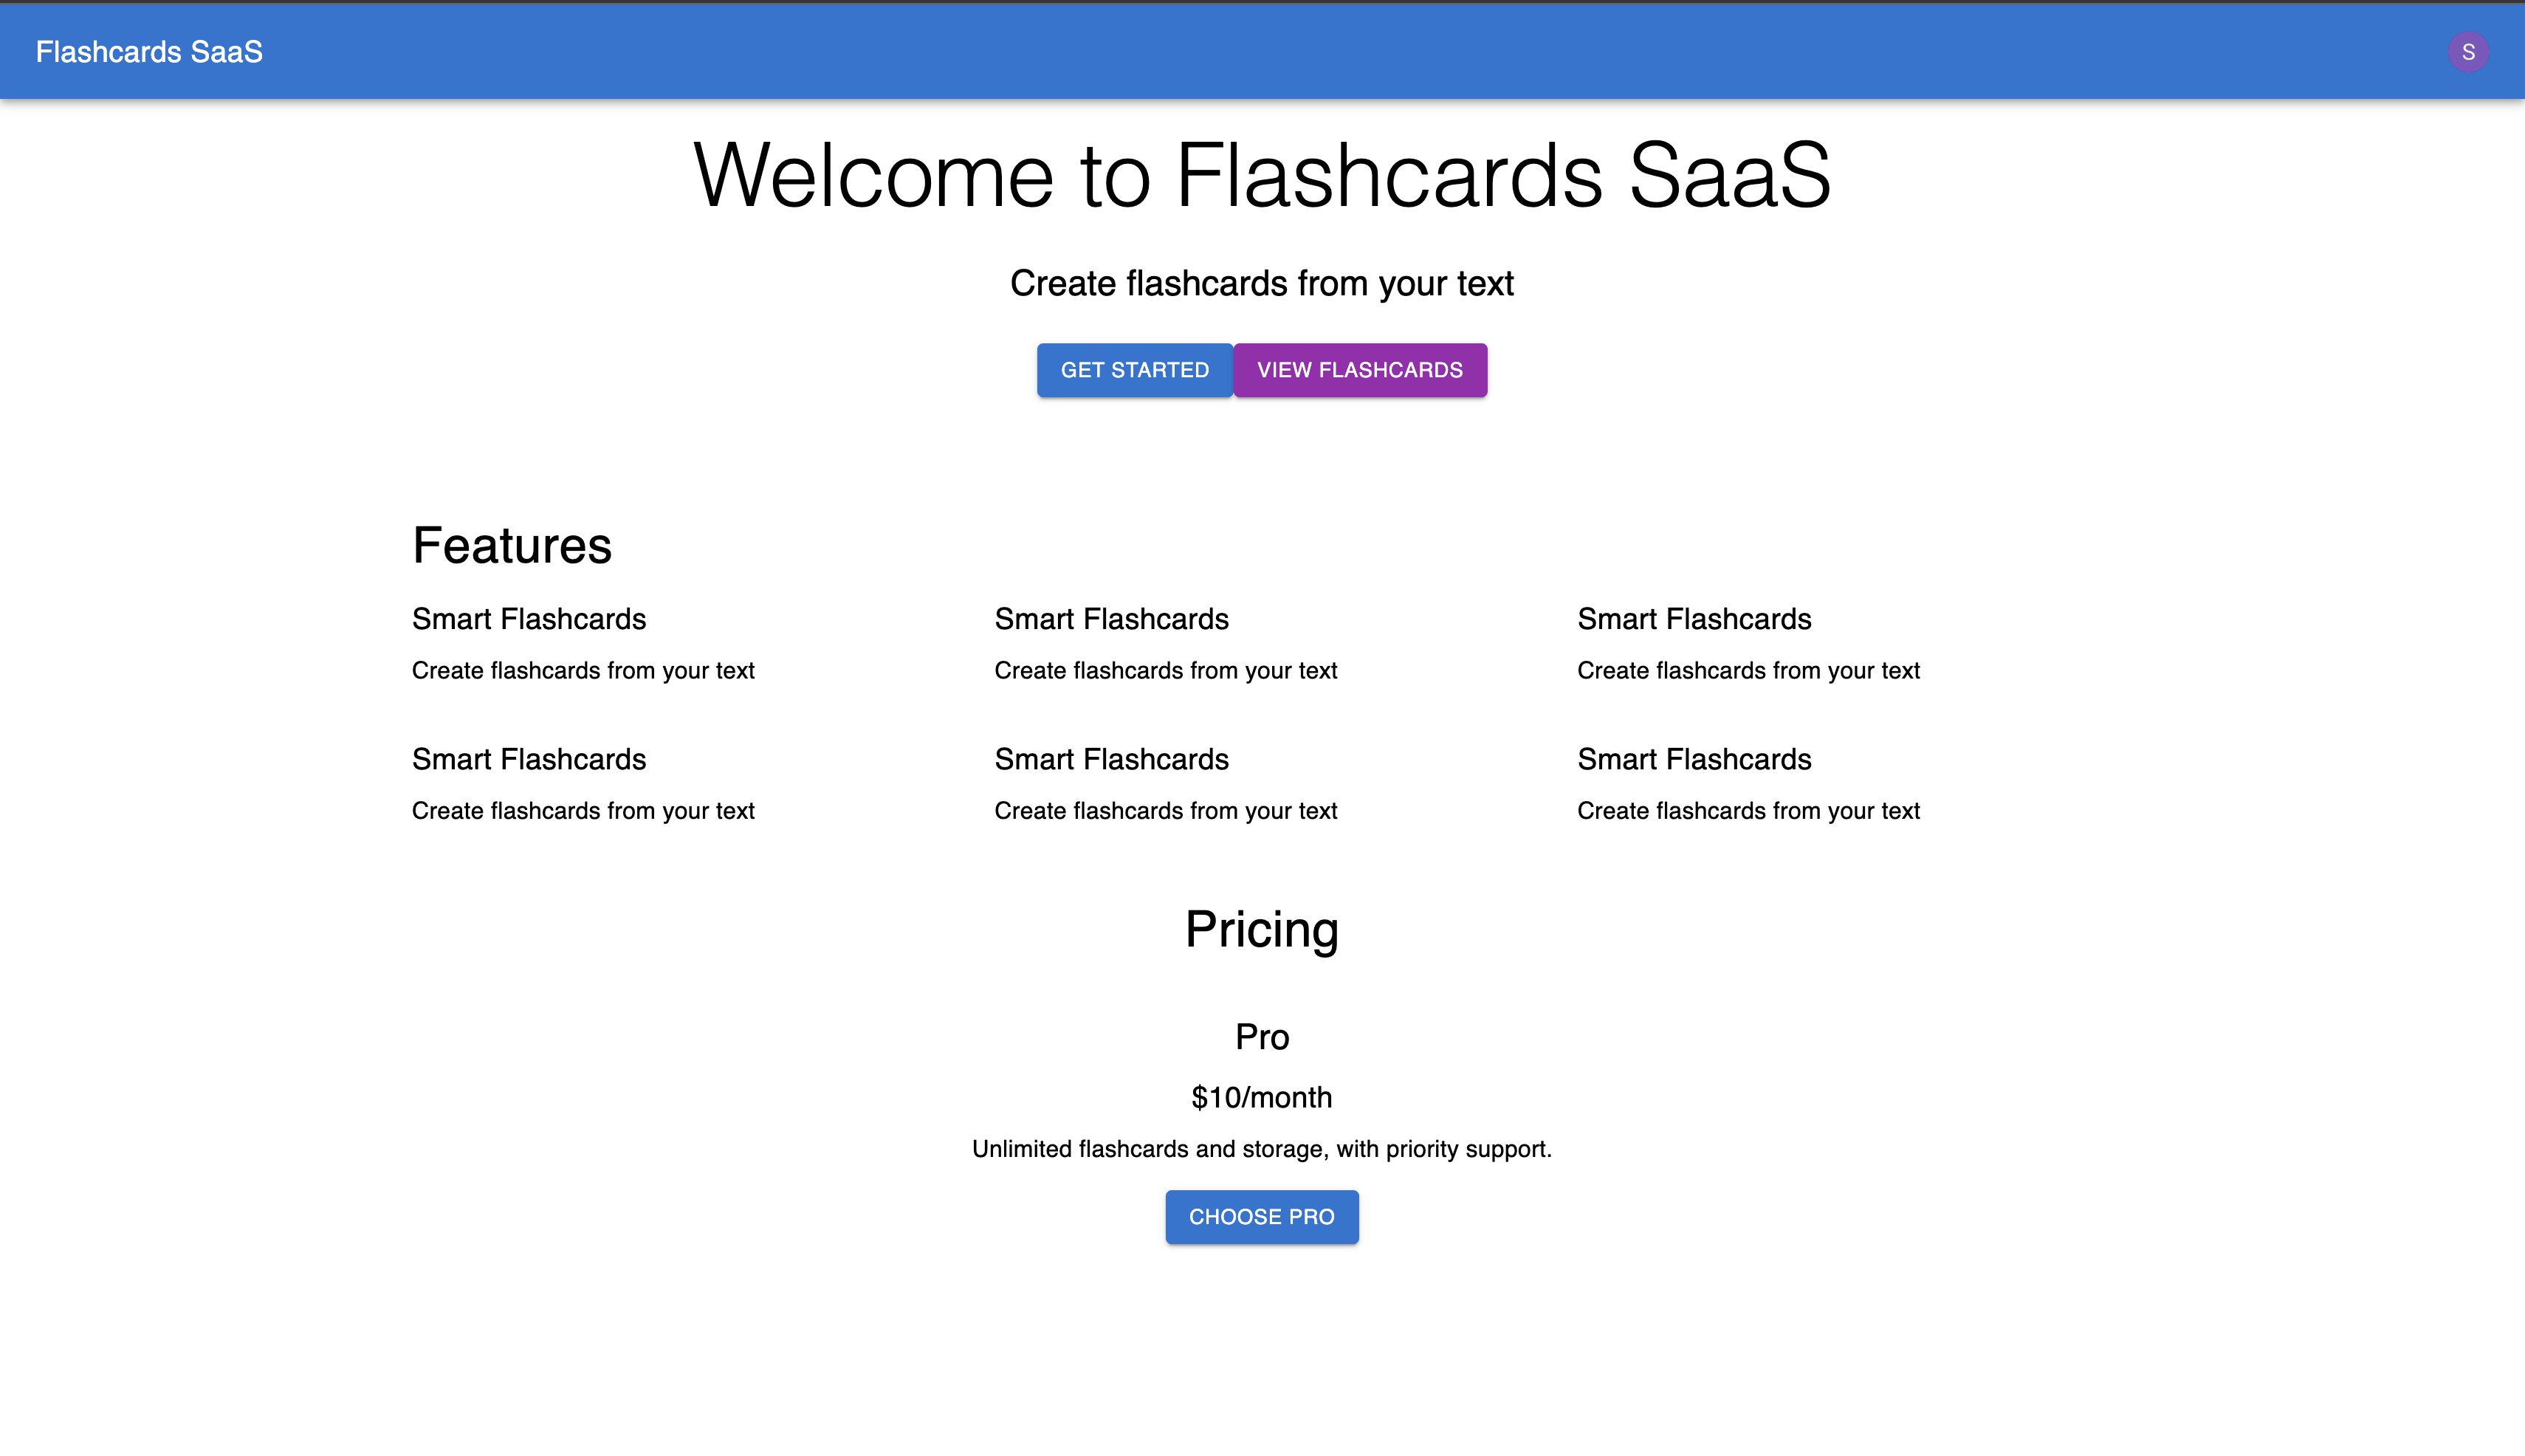 Flashcards SaaS
S
Welcome to Flashcards SaaS
Create flashcards from your text
GET STARTED
VIEW FLASHCARDS
Features
Smart Flashcards
Create flashcards from your text
Smart Flashcards
Create flashcards from your text
Smart Flashcards
Create flashcards from your text
Smart Flashcards
Create flashcards from your text
Smart Flashcards
Create flashcards from your text
Smart Flashcards
Create flashcards from your text
Pricing
Pro
$10/month
Unlimited flashcards and storage, with priority support.
CHOOSE PRO